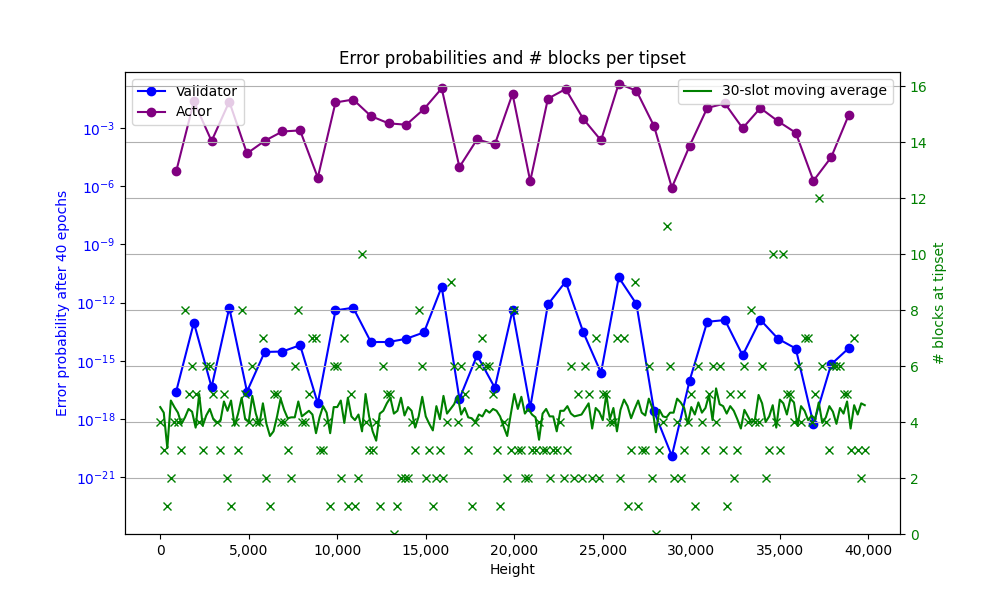 Error probabilities and # blocks per tipset
Validator
Actor
30-slot moving average
Error probability after 40 epochs
10⁻³
10⁻⁶
10⁻⁹
10⁻¹²
10⁻¹⁵
10⁻¹⁸
10⁻²¹
16
14
12
10
8
6
4
2
0
# blocks at tipset
0 5,000 10,000 15,000 20,000 25,000 30,000 35,000 40,000
Height